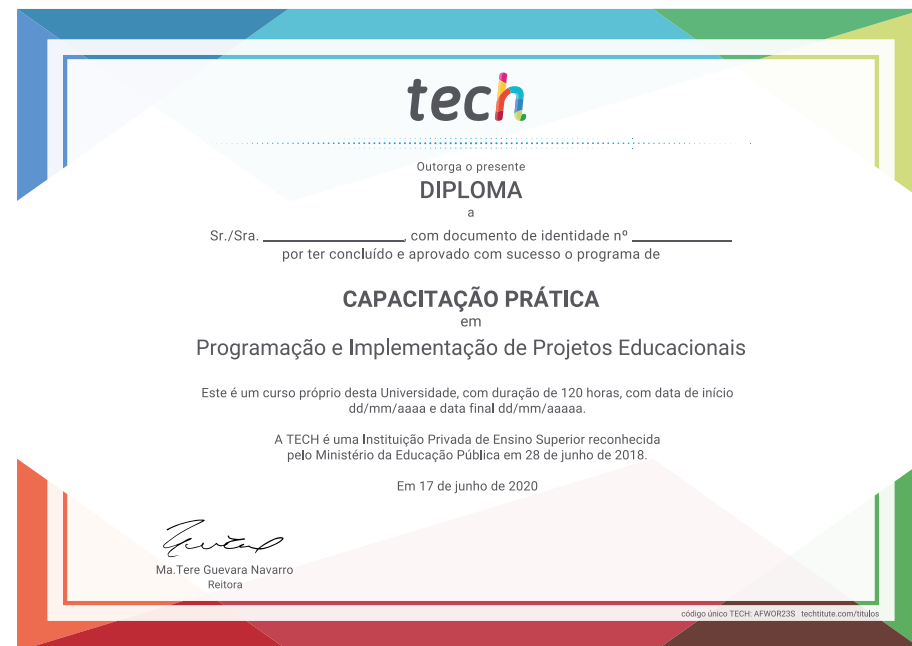 tech
Outorga o presente
DIPLOMA
a
Sr./Sra. ___________________, com documento de identidade nº _____________
por ter concluído e aprovado com sucesso o programa de
CAPACITAÇÃO PRÁTICA
em
Programação e Implementação de Projetos Educacionais
Este é um curso próprio desta Universidade, com duração de 120 horas, com data de início
dd/mm/aaaa e data final dd/mm/aaaaa.
A TECH é uma Instituição Privada de Ensino Superior reconhecida
pelo Ministério da Educação Pública em 28 de junho de 2018.
Em 17 de junho de 2020
Ma.Tere Guevara Navarro
Reitora
código único TECH: AFWOR23S techtitute.com/titulos